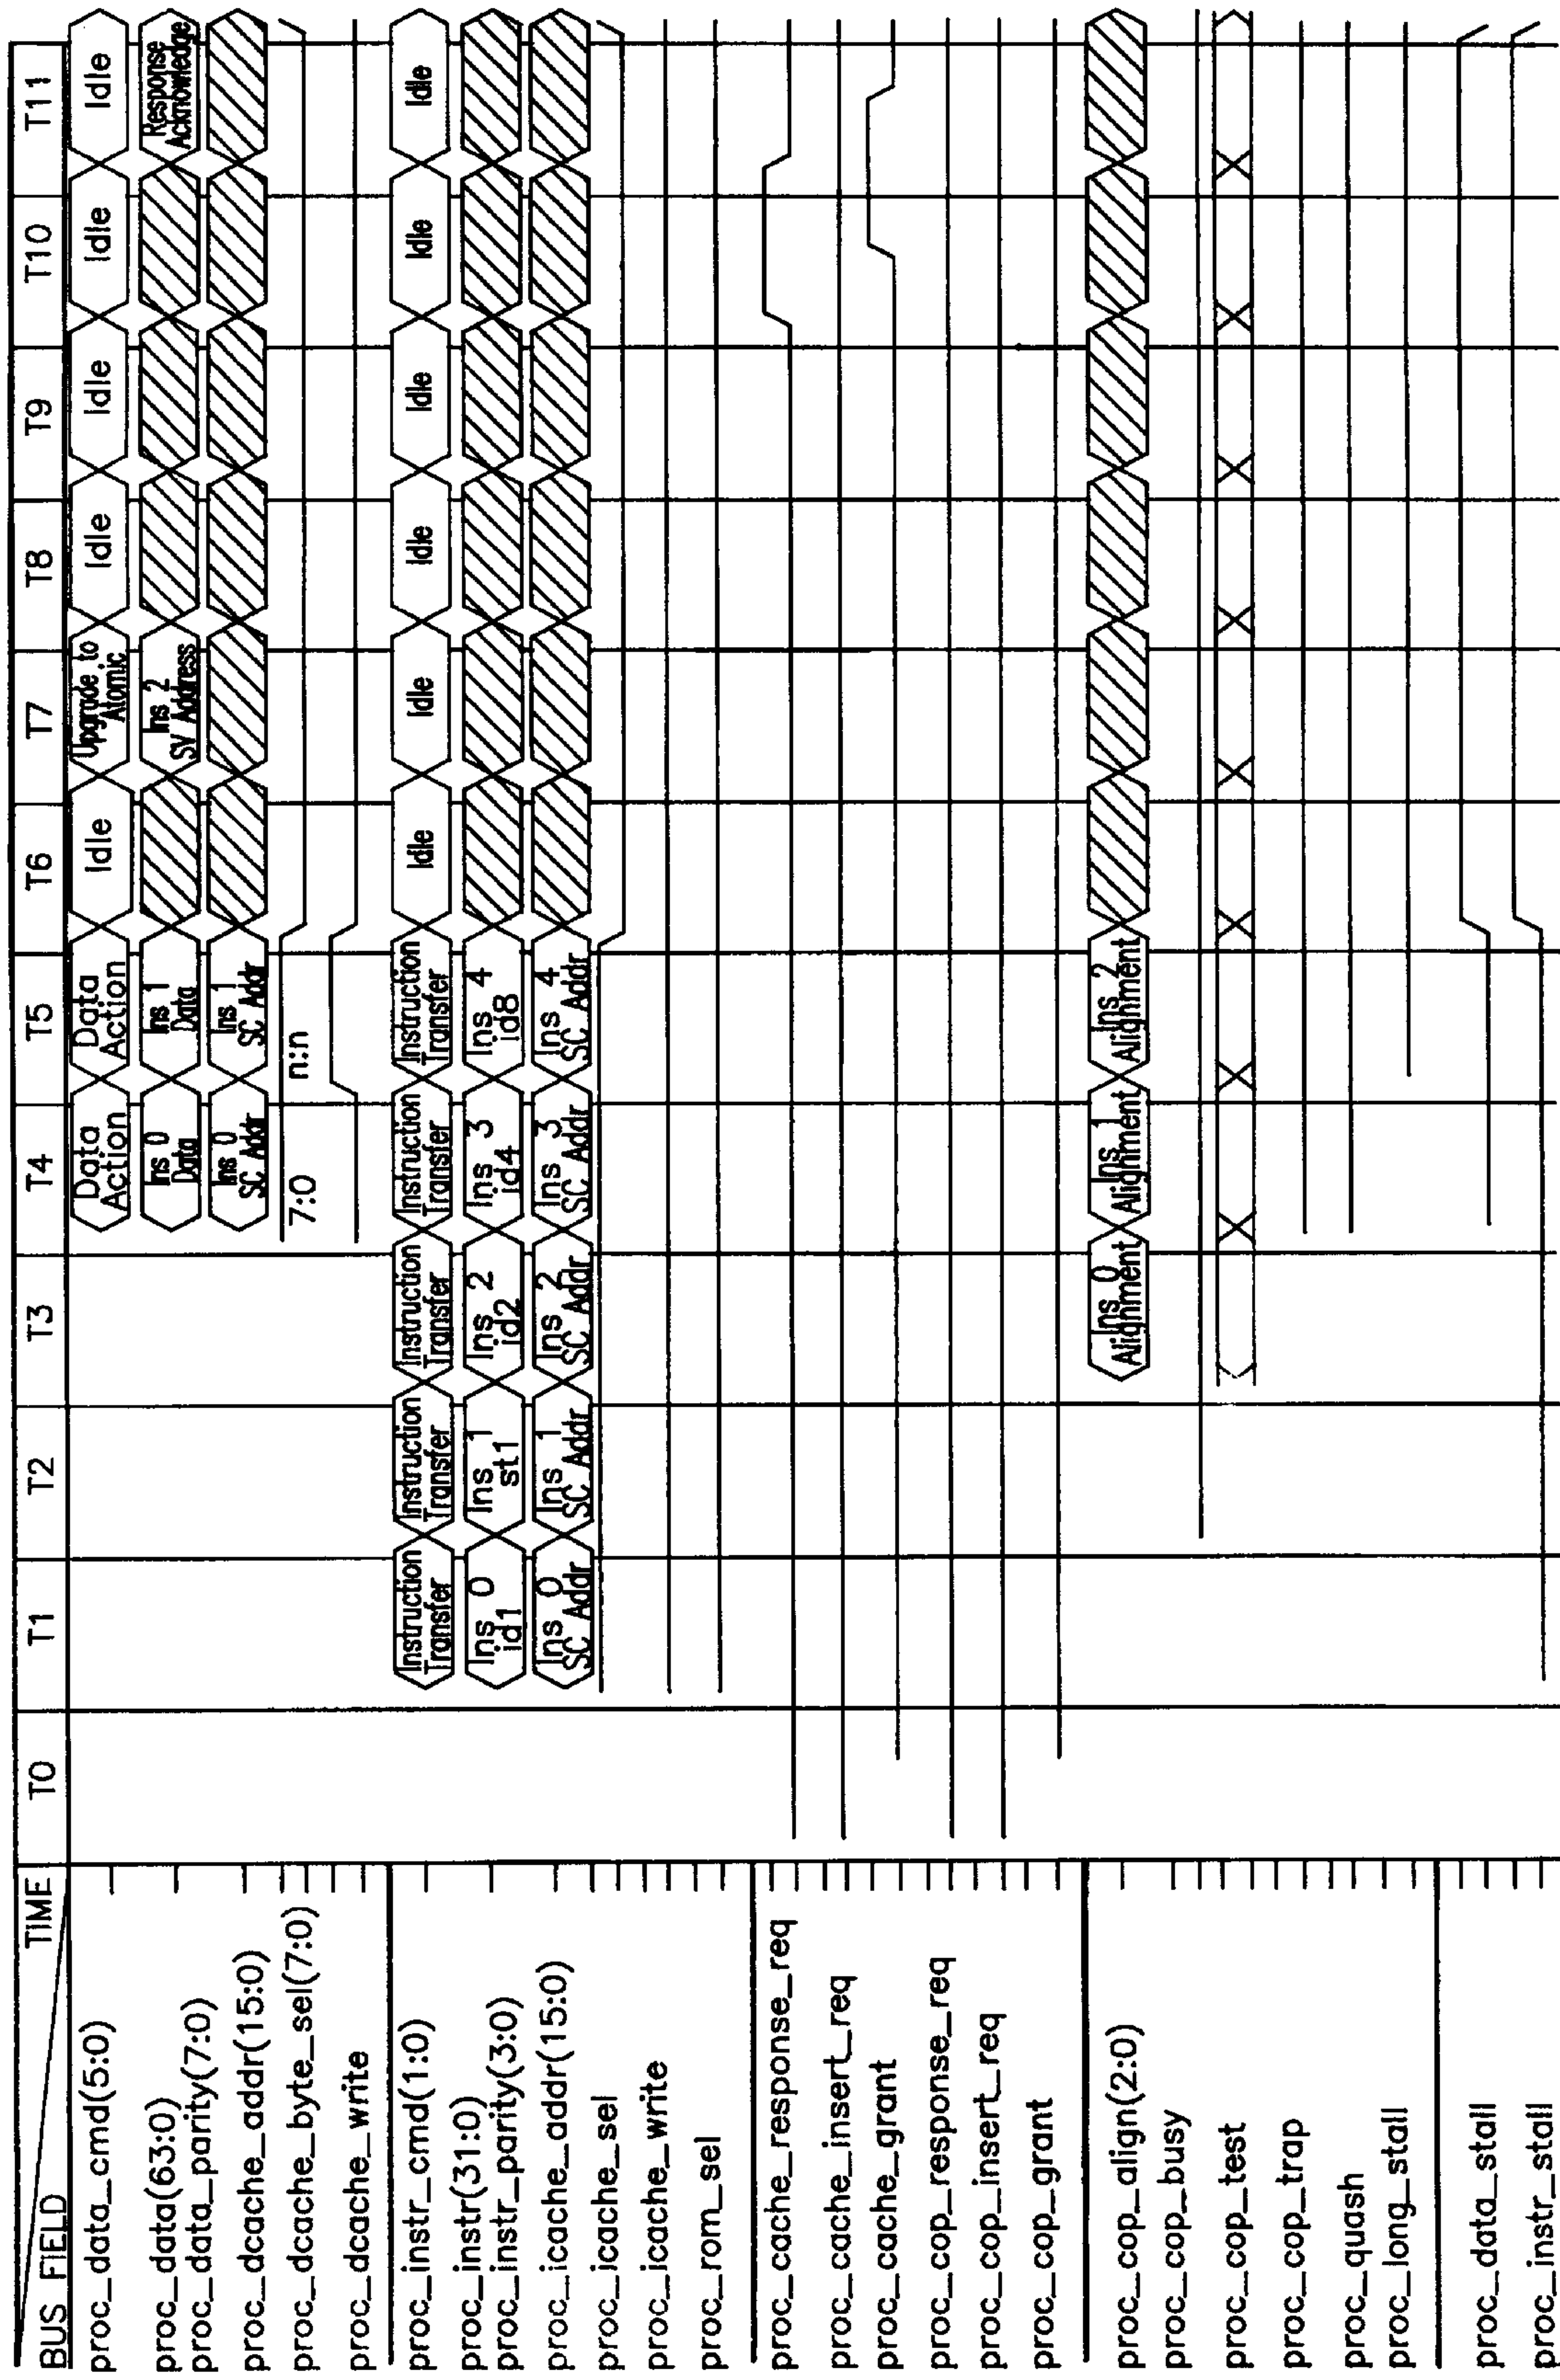 BUS FIELD
TIME
T0
T1
T2
T3
T4
T5
T6
T7
T8
T9
T10
T11
proc_data_cmd(5:0)
Data
Action
Data
Action
Idle
Upgrade to
Atomic
Idle
Idle
Idle
Idle
proc_data(63:0)
proc_data_parity(7:0)
Ins 0
Data
Ins 1
Data
Ins 2
SV Address
Response
Acknowledge
proc_dcache_addr(15:0)
Ins 0
SC Addr
Ins 1
SC Addr
proc_dcache_byte_sel(7:0)
7:0
n:n
proc_dcache_write
proc_instr_cmd(1:0)
Instruction
Transfer
Instruction
Transfer
Instruction
Transfer
Instruction
Transfer
Instruction
Transfer
Idle
Idle
Idle
Idle
Idle
Idle
proc_instr(31:0)
proc_instr_parity(3:0)
Ins 0
id1
Ins 1
st1
Ins 2
id2
Ins 3
id4
Ins 4
id8
proc_icache_addr(15:0)
Ins 0
SC Addr
Ins 1
SC Addr
Ins 2
SC Addr
Ins 3
SC Addr
Ins 4
SC Addr
proc_icache_sel
proc_icache_write
proc_rom_sel
proc_cache_response_req
proc_cache_insert_req
proc_cache_grant
proc_cop_response_req
proc_cop_insert_req
proc_cop_grant
proc_cop_align(2:0)
Ins 0
Alignment
Ins 1
Alignment
Ins 2
Alignment
proc_cop_busy
proc_cop_test
proc_cop_trap
proc_quash
proc_long_stall
proc_data_stall
proc_instr_stall